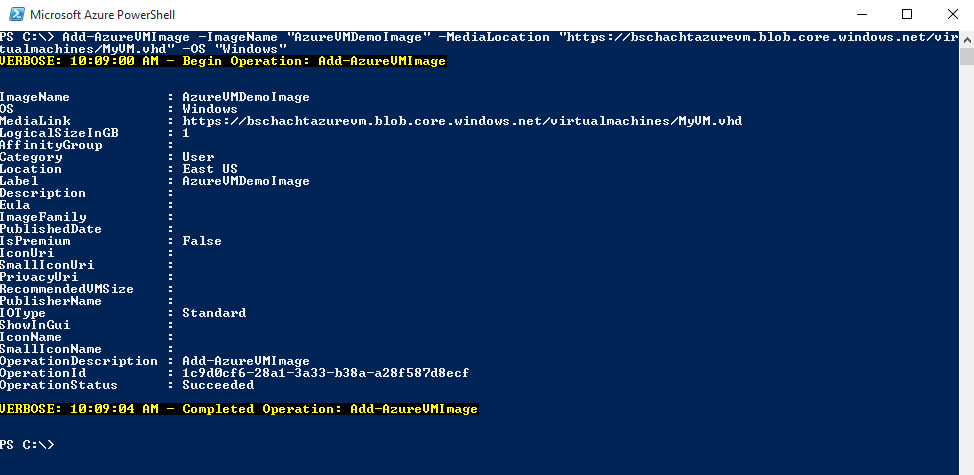 Microsoft Azure PowerShell
PS C:\> Add-AzureVMImage -ImageName "AzureVMDemoImage" -MediaLocation "https://bschachtazurevm.blob.core.windows.net/vir
tualmachines/MyVM.vhd" -OS "Windows"
VERBOSE: 10:09:00 AM - Begin Operation: Add-AzureVMImage
ImageName : AzureVMDemoImage
OS : Windows
MediaLink : https://bschachtazurevm.blob.core.windows.net/virtualmachines/MyVM.vhd
LogicalSizeInGB : 1
AffinityGroup :
Category : User
Location : East US
Label : AzureVMDemoImage
Description :
Eula :
ImageFamily :
PublishedDate :
IsPremium : False
IconUri :
SmallIconUri :
PrivacyUri :
RecommendedVMSize :
PublisherName :
IOType : Standard
ShowInGui :
IconName :
SmallIconName :
OperationDescription : Add-AzureVMImage
OperationId : 1c9d0cf6-28a1-3a33-b38a-a28f587d8ecf
OperationStatus : Succeeded
VERBOSE: 10:09:04 AM - Completed Operation: Add-AzureVMImage
PS C:\>